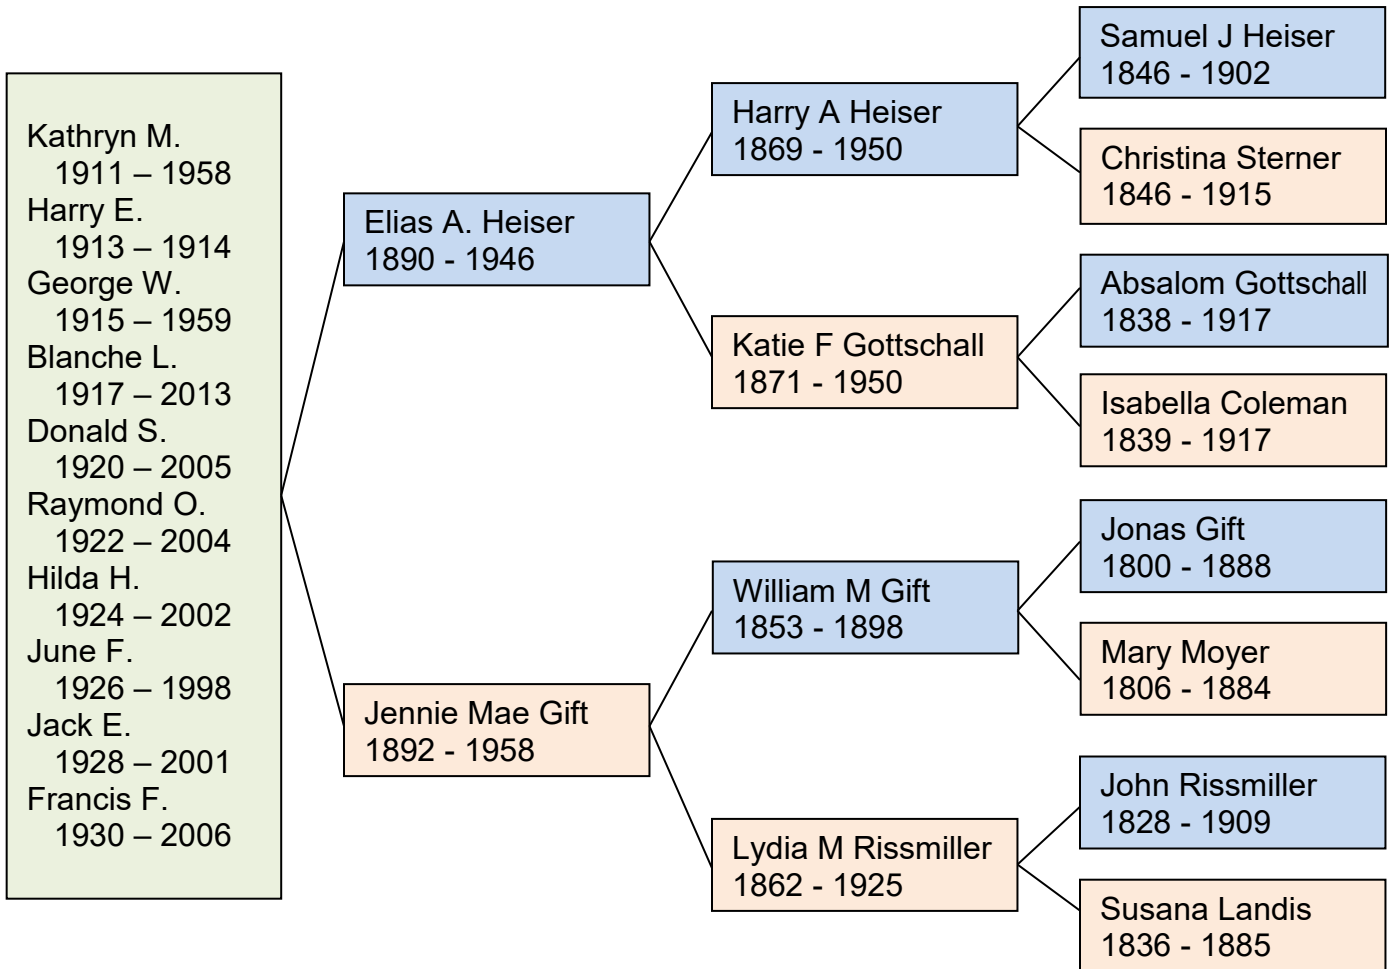 Kathryn M.
1911 – 1958
Harry E.
1913 – 1914
George W.
1915 – 1959
Blanche L.
1917 – 2013
Donald S.
1920 – 2005
Raymond O.
1922 – 2004
Hilda H.
1924 – 2002
June F.
1926 – 1998
Jack E.
1928 – 2001
Francis F.
1930 – 2006
Elias A. Heiser
1890 - 1946
Jennie Mae Gift
1892 - 1958
Harry A Heiser
1869 - 1950
Katie F Gottschall
1871 - 1950
William M Gift
1853 - 1898
Lydia M Rissmiller
1862 - 1925
Samuel J Heiser
1846 - 1902
Christina Sterner
1846 - 1915
Absalom Gottschall
1838 - 1917
Isabella Coleman
1839 - 1917
Jonas Gift
1800 - 1888
Mary Moyer
1806 - 1884
John Rissmiller
1828 - 1909
Susana Landis
1836 - 1885